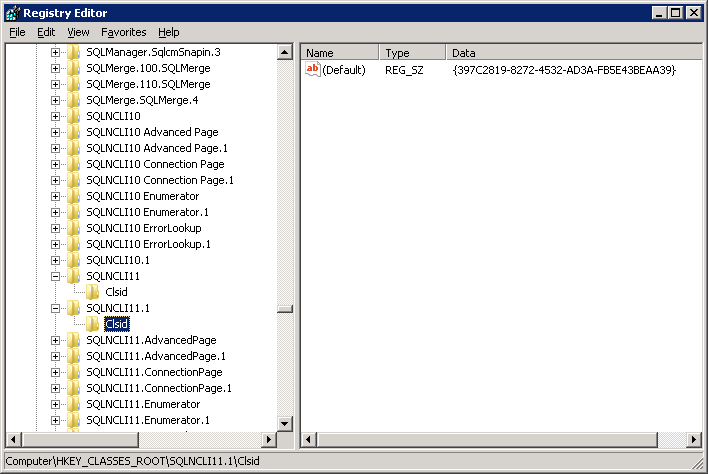 Registry Editor
File Edit View Favorites Help
SQLManager.SqlcmSnapin.3
SQLMerge.100.SQLMerge
SQLMerge.110.SQLMerge
SQLMerge.SQLMerge.4
SQLNCLI10
SQLNCLI10 Advanced Page
SQLNCLI10 Advanced Page.1
SQLNCLI10 Connection Page
SQLNCLI10 Connection Page.1
SQLNCLI10 Enumerator
SQLNCLI10 Enumerator.1
SQLNCLI10 ErrorLookup
SQLNCLI10 ErrorLookup.1
SQLNCLI10.1
SQLNCLI11
Clsid
SQLNCLI11.1
Clsid
SQLNCLI11.AdvancedPage
SQLNCLI11.AdvancedPage.1
SQLNCLI11.ConnectionPage
SQLNCLI11.ConnectionPage.1
SQLNCLI11.Enumerator
SQLNCLI11.Enumerator.1
Name Type Data
ab (Default) REG_SZ {397C2819-8272-4532-AD3A-FB5E43BEAA39}
Computer\HKEY_CLASSES_ROOT\SQLNCLI11.1\Clsid